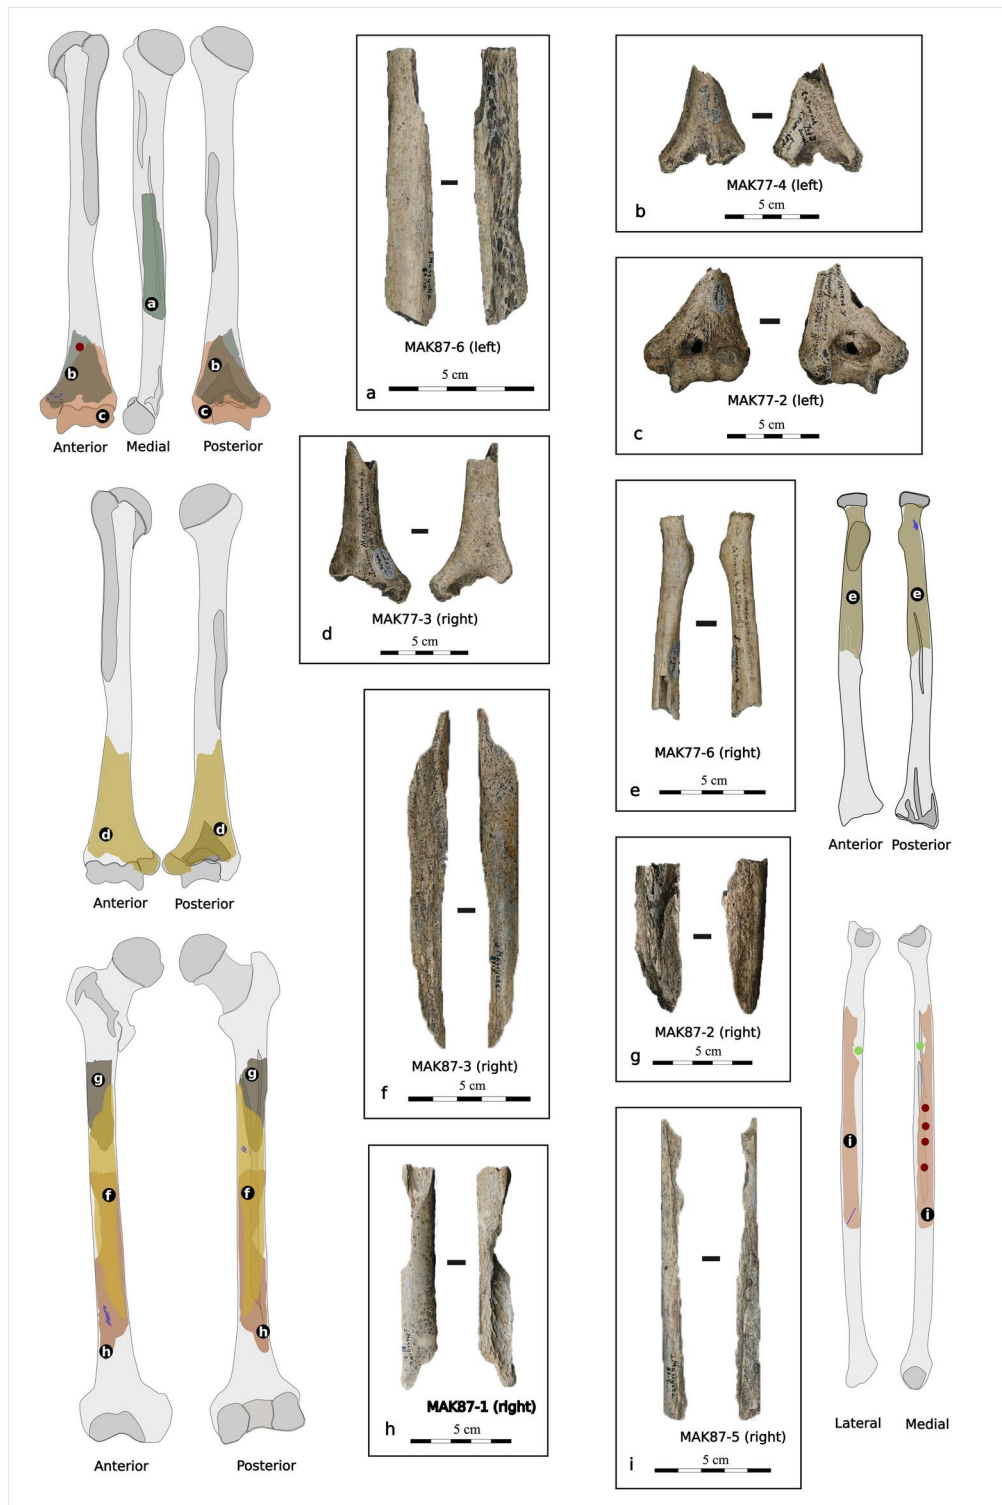 a
b
c
b
c
Anterior
Medial
Posterior
MAK87-6 (left)
5 cm
a
MAK77-4 (left)
5 cm
b
MAK77-2 (left)
5 cm
c
MAK77-3 (right)
5 cm
d
d
d
Anterior
Posterior
MAK77-6 (right)
5 cm
e
e
e
Anterior
Posterior
J. Maszycka
MAK87-3 (right)
5 cm
f
MAK87-2 (right)
5 cm
g
g
g
f
f
h
h
Anterior
Posterior
MAK87-1 (right)
5 cm
h
MAK87-5 (right)
5 cm
i
i
i
Lateral
Medial